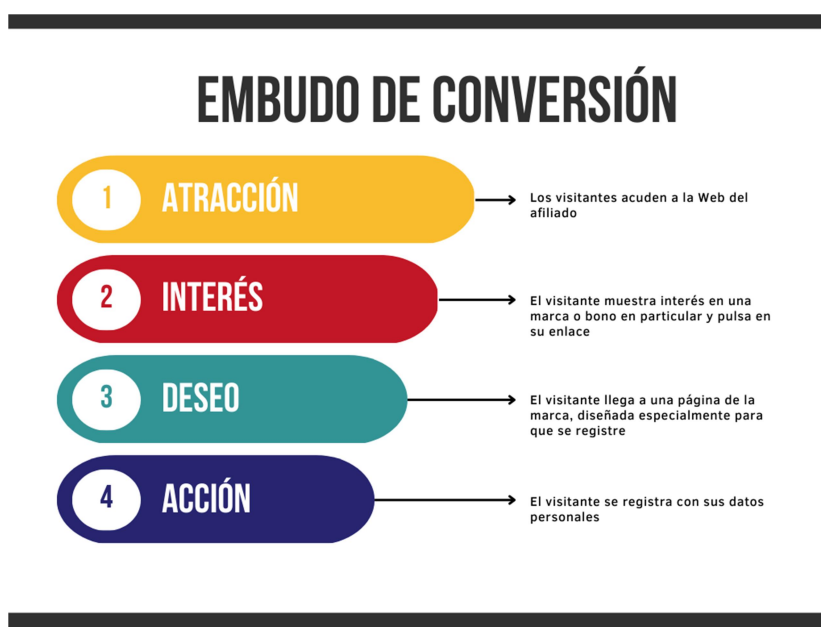 EMBUDO DE CONVERSIÓN
1 ATRACCIÓN
Los visitantes acuden a la Web del
afiliado
2 INTERÉS
El visitante muestra interés en una
marca o bono en particular y pulsa en
su enlace
3 DESEO
El visitante llega a una página de la
marca, diseñada especialmente para
que se registre
4 ACCIÓN
El visitante se registra con sus datos
personales